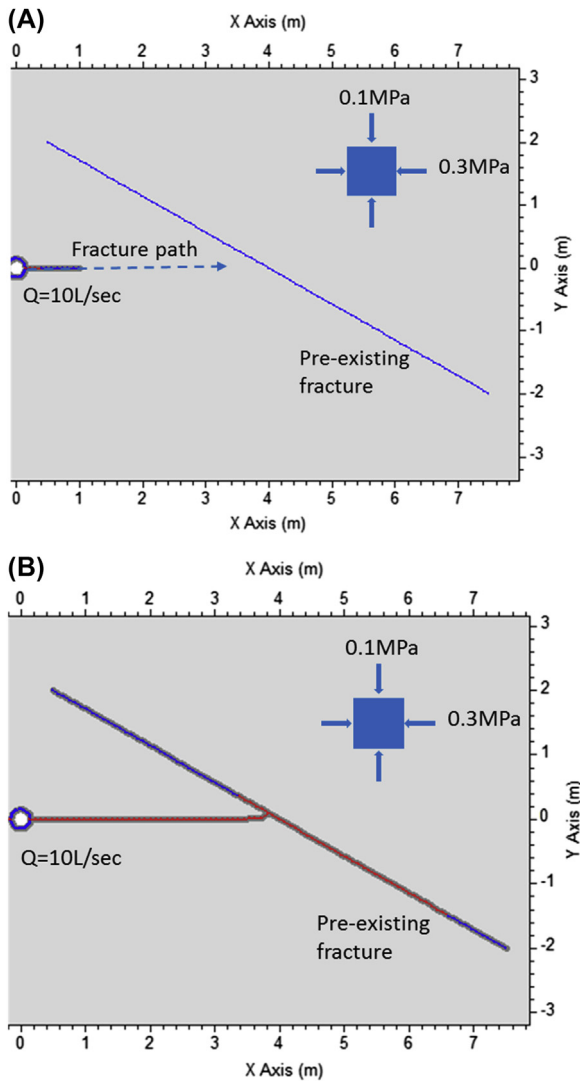 (A)
X Axis (m)
0 1 2 3 4 5 6 7
3
0.1MPa
2
0.3MPa
1
Fracture path
0
Q=10L/sec
Y Axis (m)
-1
Pre-existing
fracture
-2
-3
0 1 2 3 4 5 6 7
X Axis (m)
(B)
X Axis (m)
0 1 2 3 4 5 6 7
3
0.1MPa
2
0.3MPa
1
0
Q=10L/sec
Y Axis (m)
-1
Pre-existing
fracture
-2
-3
0 1 2 3 4 5 6 7
X Axis (m)